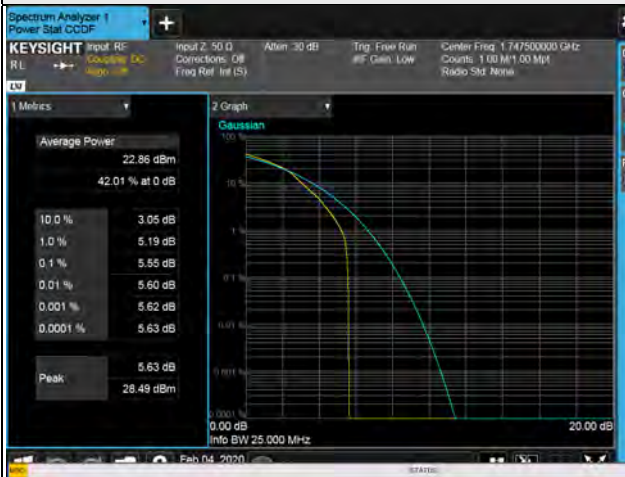 Spectrum Analyzer 1
Power Stat CCDF
KEYSIGHT
RL
Input: RF
Coupling: DC
Align: Off
Input Z: 50 Ω
Corrections: Off
Freq Ref: Int (S)
Atten: 30 dB
Trig: Free Run
#IF Gain: Low
Center Freq: 1.747500000 GHz
Counts: 1.00 M/1.00 Mpt
Radio Std: None
1 Metrics
Average Power
22.86 dBm
42.01 % at 0 dB
10.0 % 3.05 dB
1.0 % 5.19 dB
0.1 % 5.55 dB
0.01 % 5.60 dB
0.001 % 5.62 dB
0.0001 % 5.63 dB
Peak
5.63 dB
28.49 dBm
2 Graph
Gaussian
100 %
10 %
1 %
0.1 %
0.01 %
0.001 %
0.0001 %
0.00 dB 20.00 dB
Info BW 25.000 MHz
Feb 04, 2020
MSG STATUS